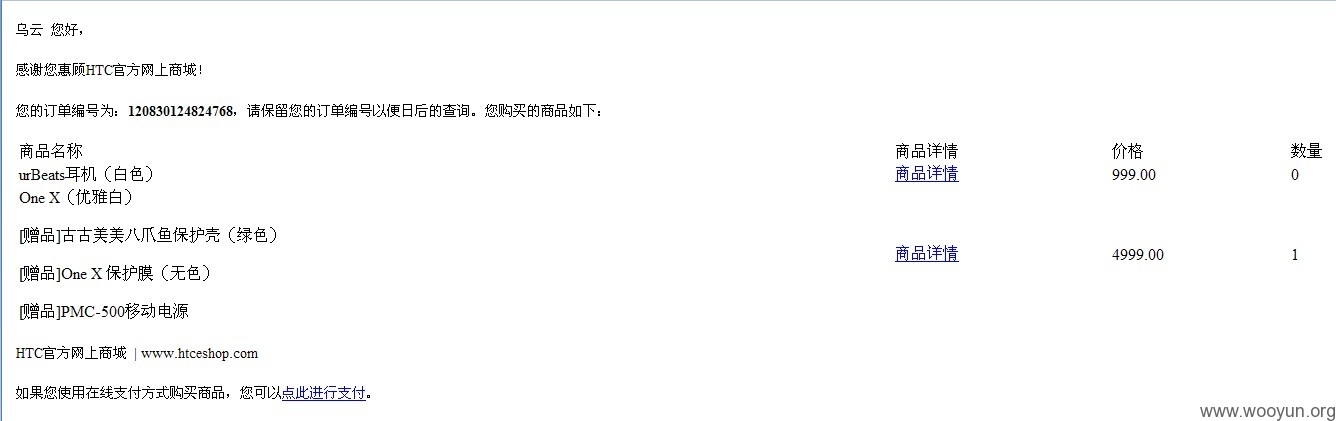 乌云 您好，
感谢您惠顾HTC官方网上商城！
您的订单编号为：120830124824768，请保留您的订单编号以便日后的查询。您购买的商品如下：
商品名称 商品详情 价格 数量
urBeats耳机（白色） 商品详情 999.00 0
One X（优雅白）
[赠品]古古美美八爪鱼保护壳（绿色）
商品详情 4999.00 1
[赠品]One X 保护膜（无色）
[赠品]PMC-500移动电源
HTC官方网上商城 | www.htceshop.com
如果您使用在线支付方式购买商品，您可以点此进行支付。
www.wooyun.org